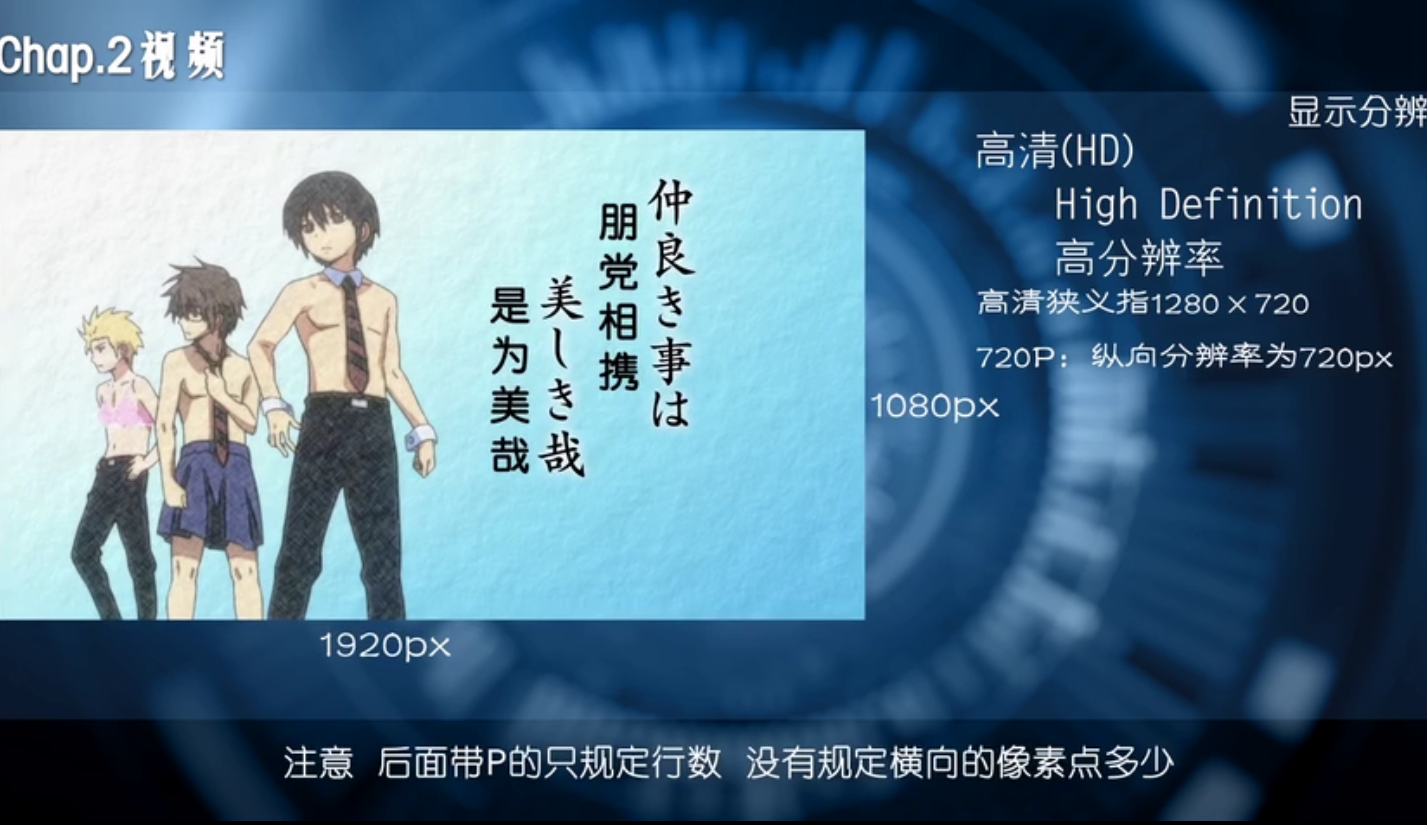 Chap.2视频
显示分辨
高清(HD)
High Definition
高分辨率
高清狭义指1280×720
720P：纵向分辨率为720px
仲良き事は
朋党相携
美しき哉
是为美哉
1080px
1920px
注意 后面带P的只规定行数 没有规定横向的像素点多少